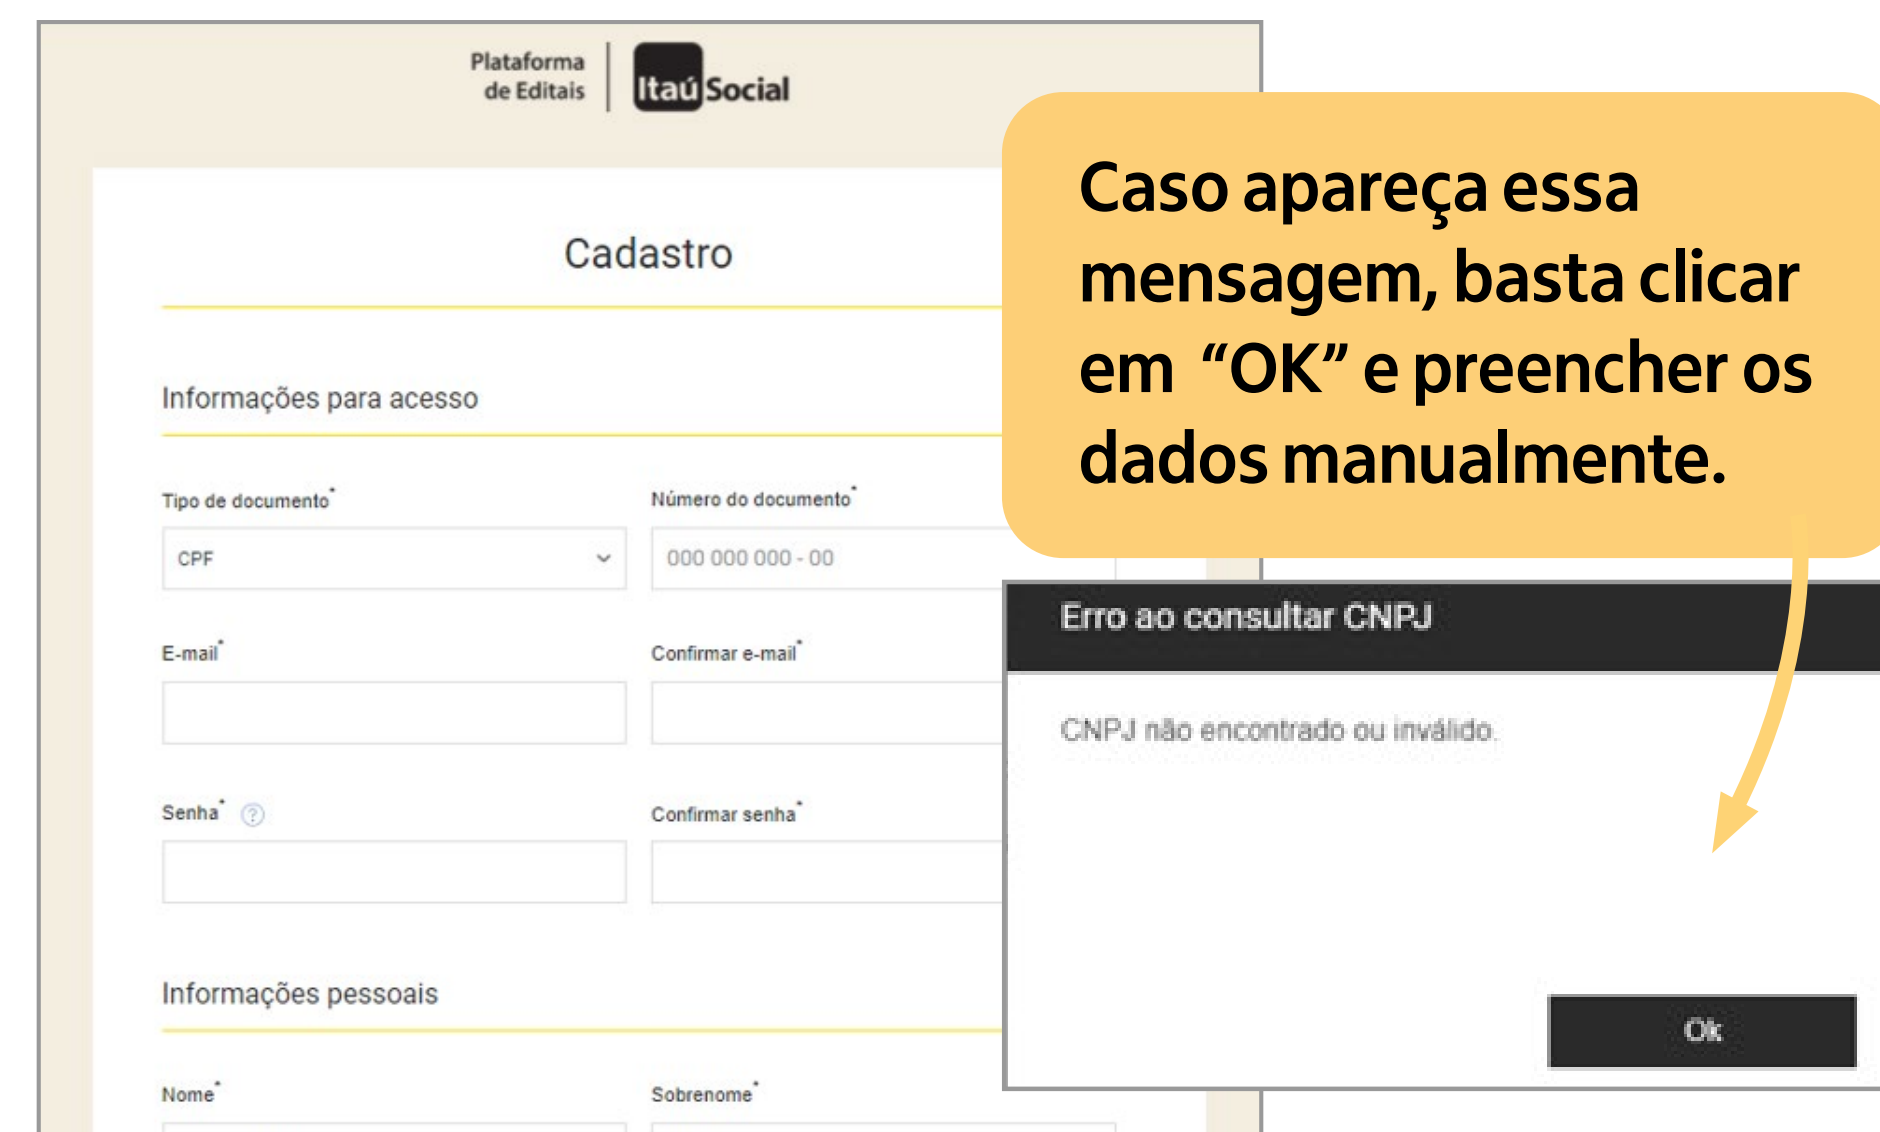 Plataforma
de Editais
Itaú Social
Cadastro
Informações para acesso
Tipo de documento*
Número do documento*
CPF
000 000 000 - 00
E-mail*
Confirmar e-mail*
Senha* ?
Confirmar senha*
Informações pessoais
Nome*
Sobrenome*
Caso apareça essa
mensagem, basta clicar
em “OK” e preencher os
dados manualmente.
Erro ao consultar CNPJ
CNPJ não encontrado ou inválido.
Ok